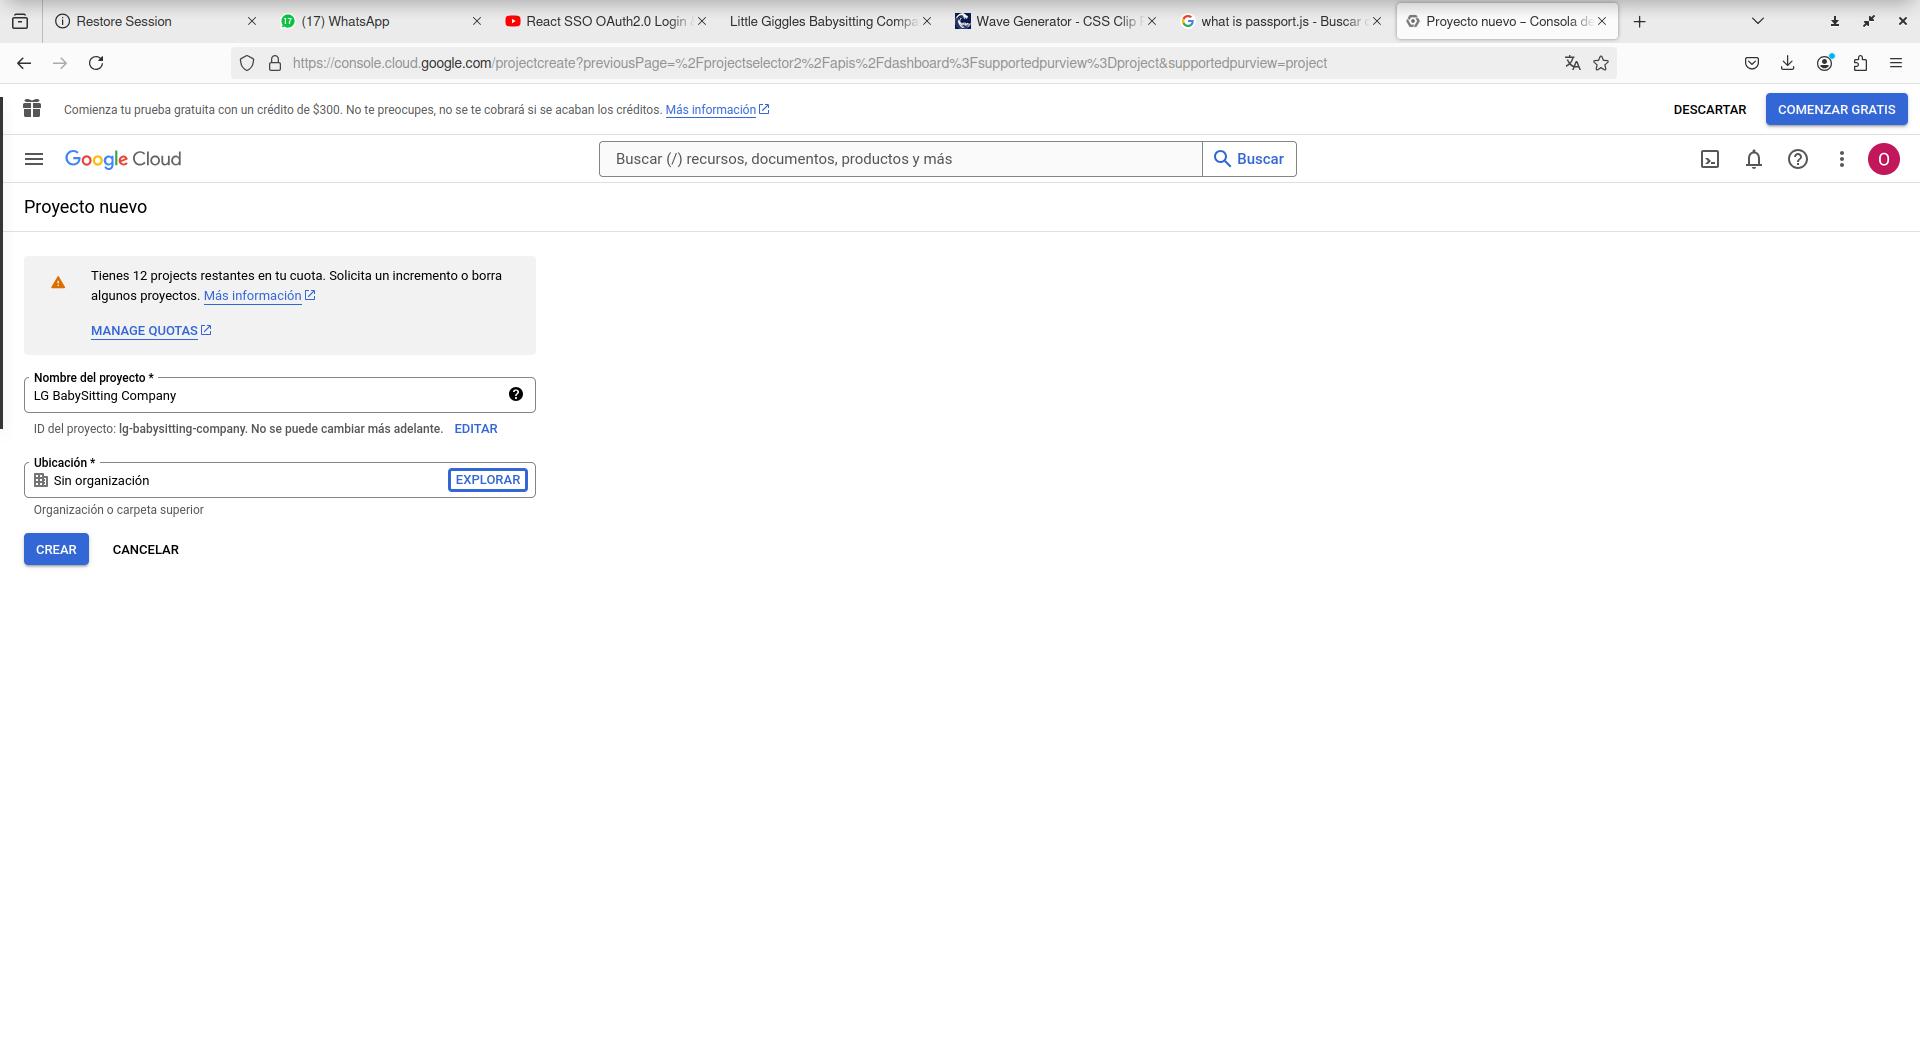 Restore Session
(17) WhatsApp
React SSO OAuth2.0 Login
Little Giggles Babysitting Compa
Wave Generator - CSS Clip
what is passport.js - Buscar
Proyecto nuevo – Consola de
https://console.cloud.google.com/projectcreate?previousPage=%2Fprojectselector2%2Fapis%2Fdashboard%3Fsupportedpurview%3Dproject&supportedpurview=project
Comienza tu prueba gratuita con un crédito de $300. No te preocupes, no se te cobrará si se acaban los créditos. Más información
DESCARTAR
COMENZAR GRATIS
Google Cloud
Buscar (/) recursos, documentos, productos y más
Buscar
O
Proyecto nuevo
Tienes 12 projects restantes en tu cuota. Solicita un incremento o borra
algunos proyectos. Más información
MANAGE QUOTAS
Nombre del proyecto *
LG BabySitting Company
ID del proyecto: lg-babysitting-company. No se puede cambiar más adelante. EDITAR
Ubicación *
Sin organización
EXPLORAR
Organización o carpeta superior
CREAR
CANCELAR